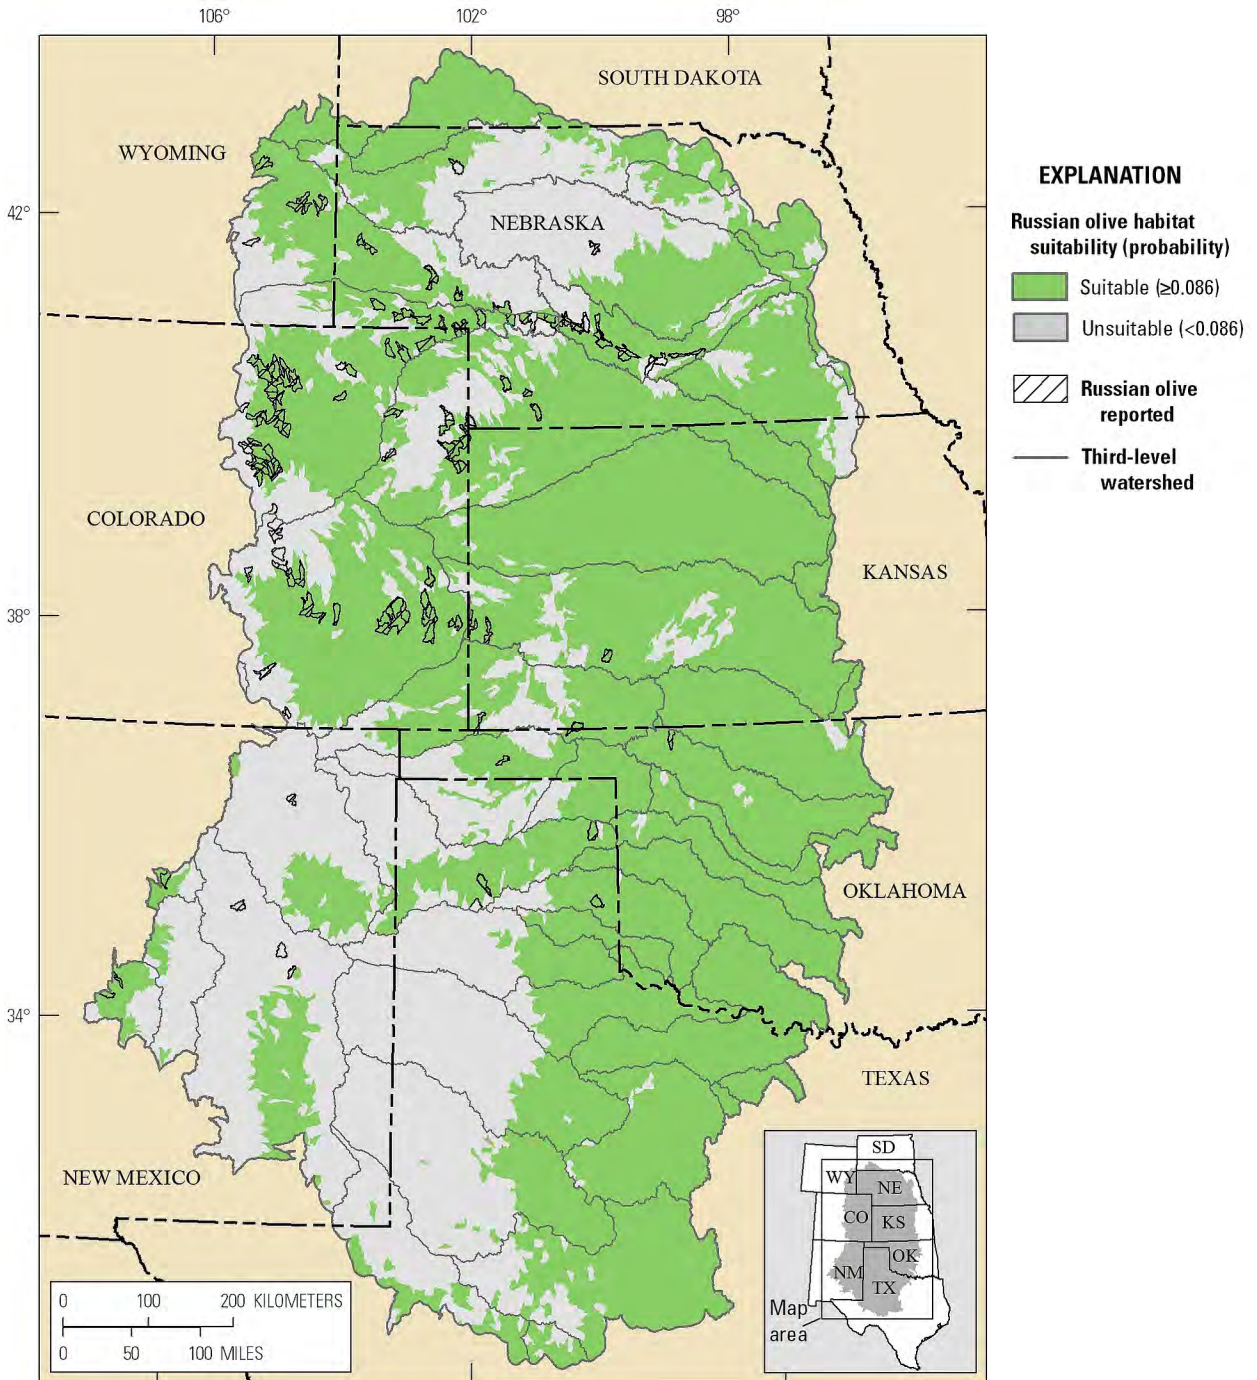 106°
102°
98°
SOUTH DAKOTA
WYOMING
42°
NEBRASKA
COLORADO
KANSAS
38°
OKLAHOMA
34°
TEXAS
NEW MEXICO
EXPLANATION
Russian olive habitat
suitability (probability)
Suitable (≥0.086)
Unsuitable (<0.086)
Russian olive
reported
Third-level
watershed
0 100 200 KILOMETERS
0 50 100 MILES
SD
WY
NE
CO
KS
OK
NM
TX
Map
area